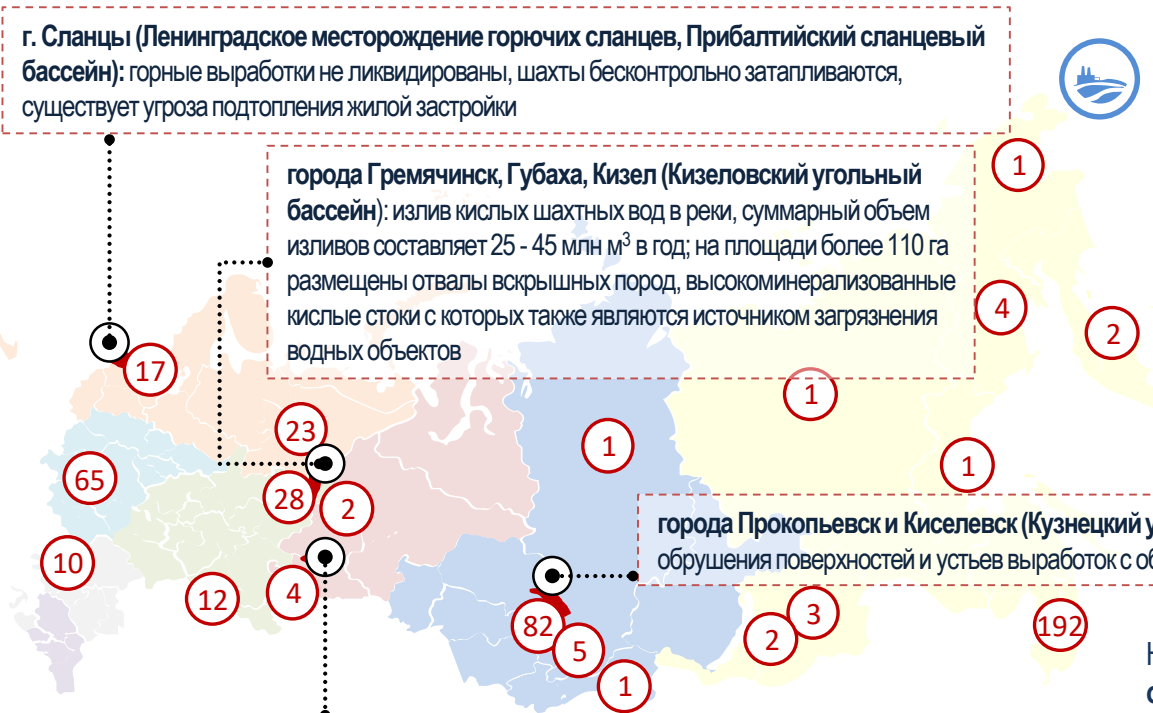 г. Сланцы (Ленинградское месторождение горючих сланцев, Прибалтийский сланцевый
бассейн): горные выработки не ликвидированы, шахты бесконтрольно затапливаются,
существует угроза подтопления жилой застройки
1
города Гремячинск, Губаха, Кизел (Кизеловский угольный
бассейн): излив кислых шахтных вод в реки, суммарный объем
изливов составляет 25 - 45 млн м³ в год; на площади более 110 га
размещены отвалы вскрышных пород, высокоминерализованные
кислые стоки с которых также являются источником загрязнения
водных объектов
4
2
17
1
23
1
65
28
2
1
города Прокопьевск и Киселевск (Кузнецкий у
обрушения поверхностей и устьев выработок с об
10
12
4
82
5
1
2
3
192
Н
с